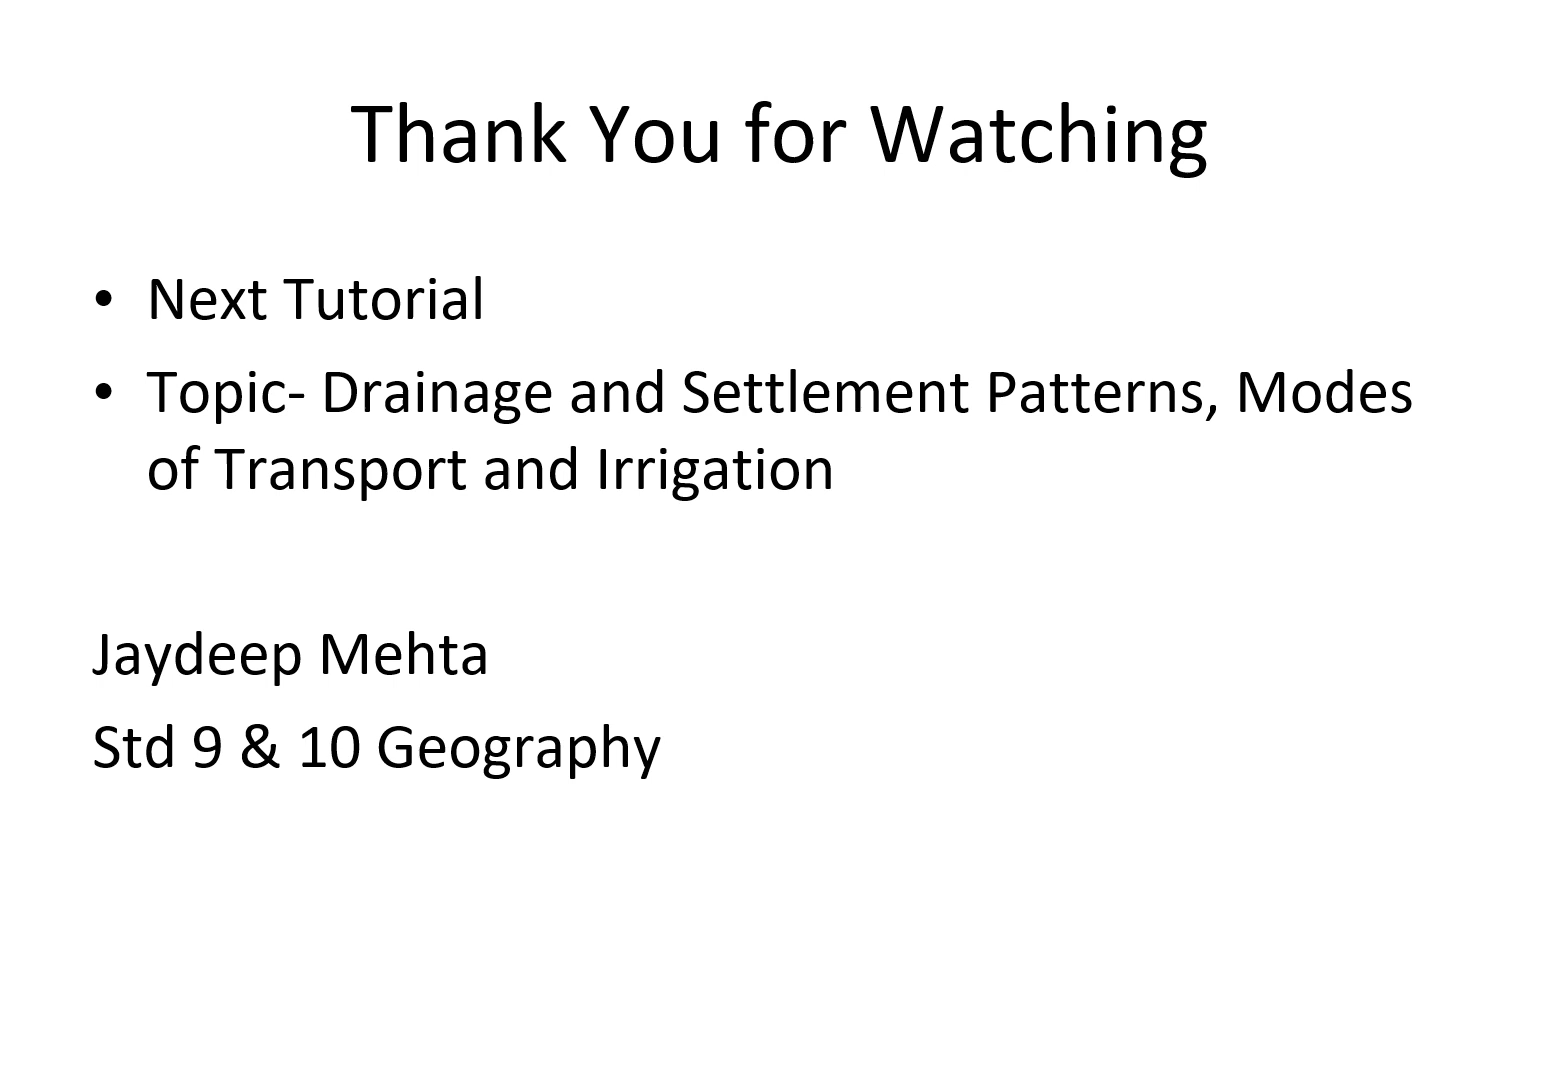 Thank You for Watching
• Next Tutorial
• Topic- Drainage and Settlement Patterns, Modes
of Transport and Irrigation
Jaydeep Mehta
Std 9 & 10 Geography